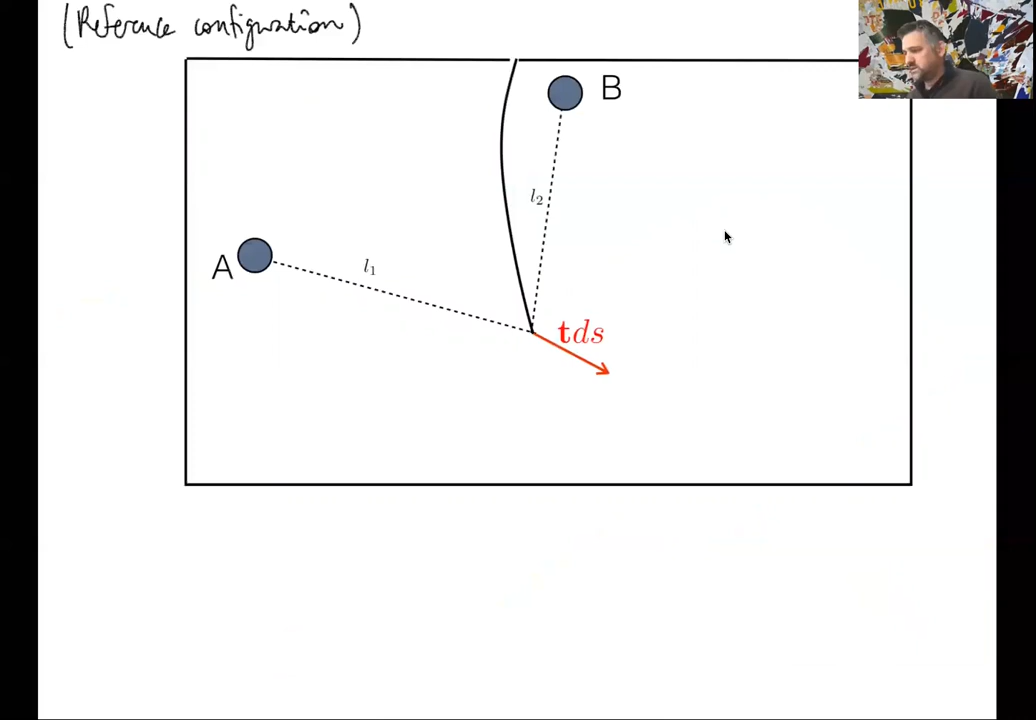 (Reference configuration)
B
l₂
A
l₁
tds